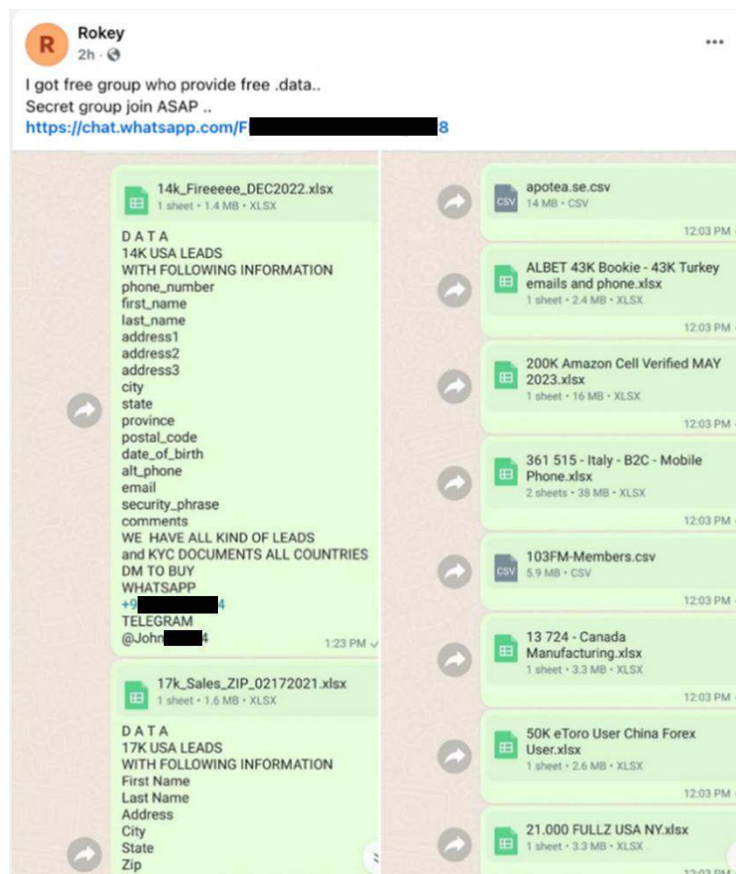 R
Rokey
2h
I got free group who provide free .data..
Secret group join ASAP ..
https://chat.whatsapp.com/F 8
14k_Fireeeee_DEC2022.xlsx
1 sheet • 1.4 MB • XLSX
D A T A
14K USA LEADS
WITH FOLLOWING INFORMATION
phone_number
first_name
last_name
address1
address2
address3
city
state
province
postal_code
date_of_birth
alt_phone
email
security_phrase
comments
WE HAVE ALL KIND OF LEADS
and KYC DOCUMENTS ALL COUNTRIES
DM TO BUY
WHATSAPP
+9 4
TELEGRAM
@John 4
1:23 PM
17k_Sales_ZIP_02172021.xlsx
1 sheet • 1.6 MB • XLSX
D A T A
17K USA LEADS
WITH FOLLOWING INFORMATION
First Name
Last Name
Address
City
State
Zip
apotea.se.csv
CSV
14 MB • CSV
12:03 PM
ALBET 43K Bookie - 43K Turkey
emails and phone.xlsx
1 sheet • 2.4 MB • XLSX
12:03 PM
200K Amazon Cell Verified MAY
2023.xlsx
1 sheet • 16 MB • XLSX
12:03 PM
361 515 - Italy - B2C - Mobile
Phone.xlsx
2 sheets • 38 MB • XLSX
12:03 PM
103FM-Members.csv
CSV
5.9 MB • CSV
12:03 PM
13 724 - Canada
Manufacturing.xlsx
1 sheet • 3.3 MB • XLSX
12:03 PM
50K eToro User China Forex
User.xlsx
1 sheet • 2.6 MB • XLSX
12:03 PM
21.000 FULLZ USA NY.xlsx
1 sheet • 3.3 MB • XLSX
12:03 PM